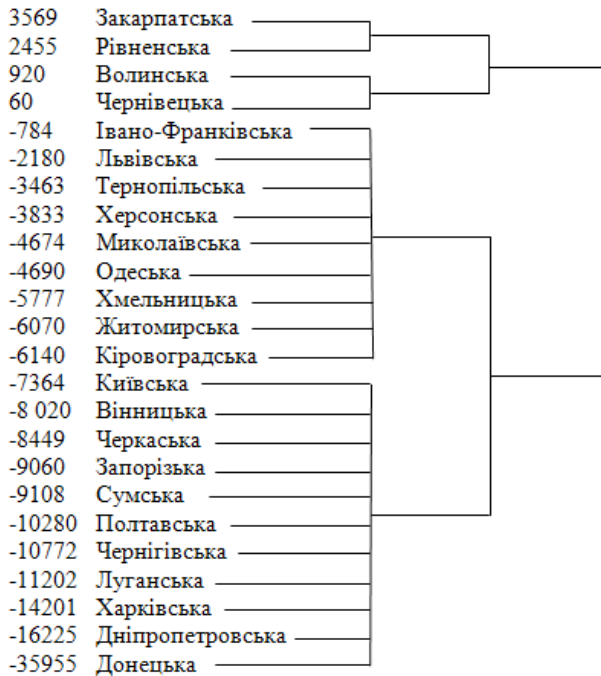 3569 Закарпатська
2455 Рівненська
920 Волинська
60 Чернівецька
-784 Івано-Франківська
-2180 Львівська
-3463 Тернопільська
-3833 Херсонська
-4674 Миколаївська
-4690 Одеська
-5777 Хмельницька
-6070 Житомирська
-6140 Кіровоградська
-7364 Київська
-8 020 Вінницька
-8449 Черкаська
-9060 Запорізька
-9108 Сумська
-10280 Полтавська
-10772 Чернігівська
-11202 Луганська
-14201 Харківська
-16225 Дніпропетровська
-35955 Донецька